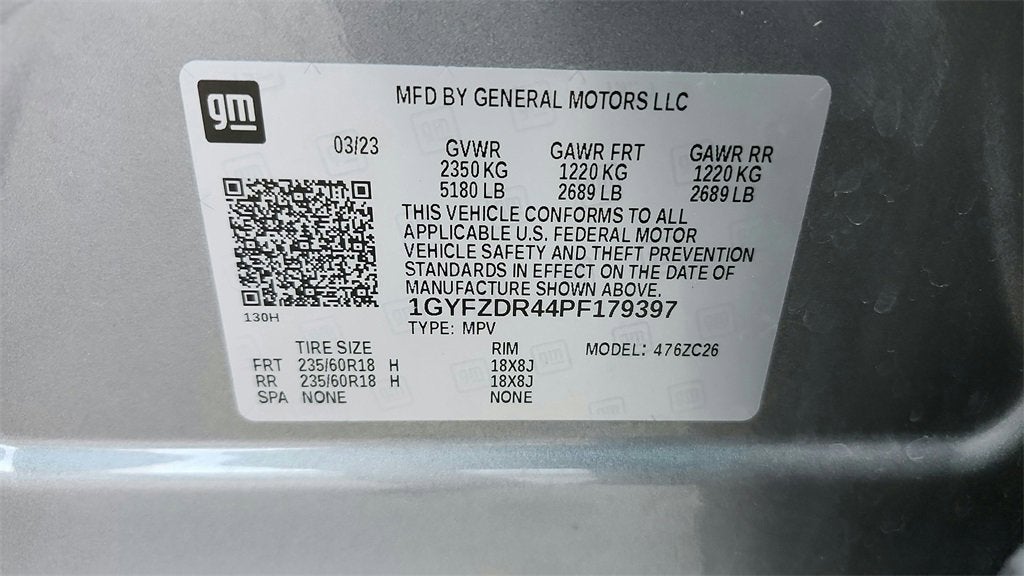 gm
MFD BY GENERAL MOTORS LLC
03/23 GVWR GAWR FRT GAWR RR
2350 KG 1220 KG 1220 KG
5180 LB 2689 LB 2689 LB
THIS VEHICLE CONFORMS TO ALL
APPLICABLE U.S. FEDERAL MOTOR
VEHICLE SAFETY AND THEFT PREVENTION
STANDARDS IN EFFECT ON THE DATE OF
MANUFACTURE SHOWN ABOVE.
1GYFZDR44PF179397
130H
TYPE: MPV
TIRE SIZE RIM MODEL: 476ZC26
FRT 235/60R18 H 18X8J
RR 235/60R18 H 18X8J
SPA NONE NONE